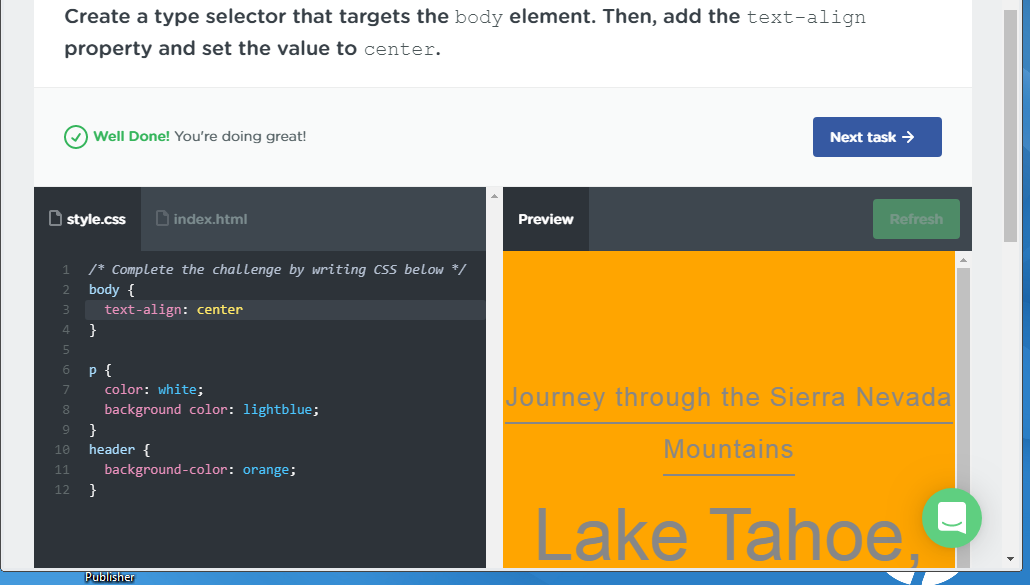 Create a type selector that targets the body element. Then, add the text-align
property and set the value to center.
Well Done! You're doing great!
Next task →
style.css
index.html
1 /* Complete the challenge by writing CSS below */
2 body {
3 text-align: center
4 }
5
6 p {
7 color: white;
8 background color: lightblue;
9 }
10 header {
11 background-color: orange;
12 }
Preview
Refresh
Journey through the Sierra Nevada
Mountains
Lake Tahoe,
Publisher